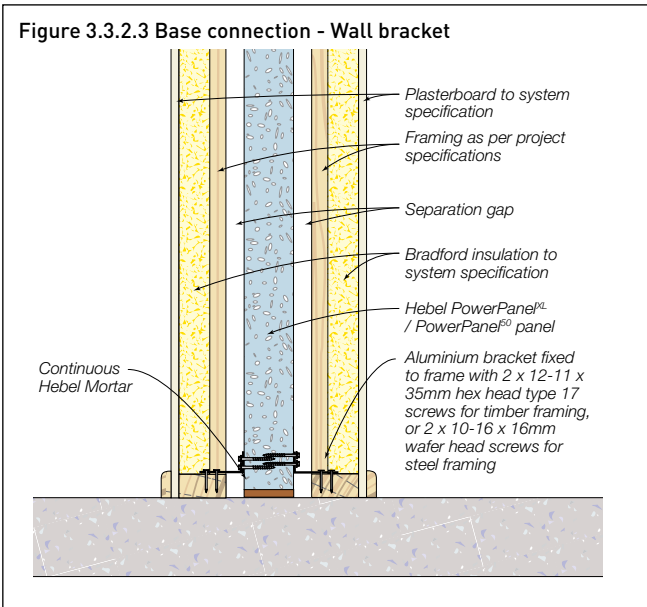 Figure 3.3.2.3 Base connection - Wall bracket
Plasterboard to system
specification
Framing as per project
specifications
Separation gap
Bradford insulation to
system specification
Hebel PowerPanelXL
/ PowerPanel50 panel
Continuous
Hebel Mortar
Aluminium bracket fixed
to frame with 2 x 12-11 x
35mm hex head type 17
screws for timber framing,
or 2 x 10-16 x 16mm
wafer head screws for
steel framing